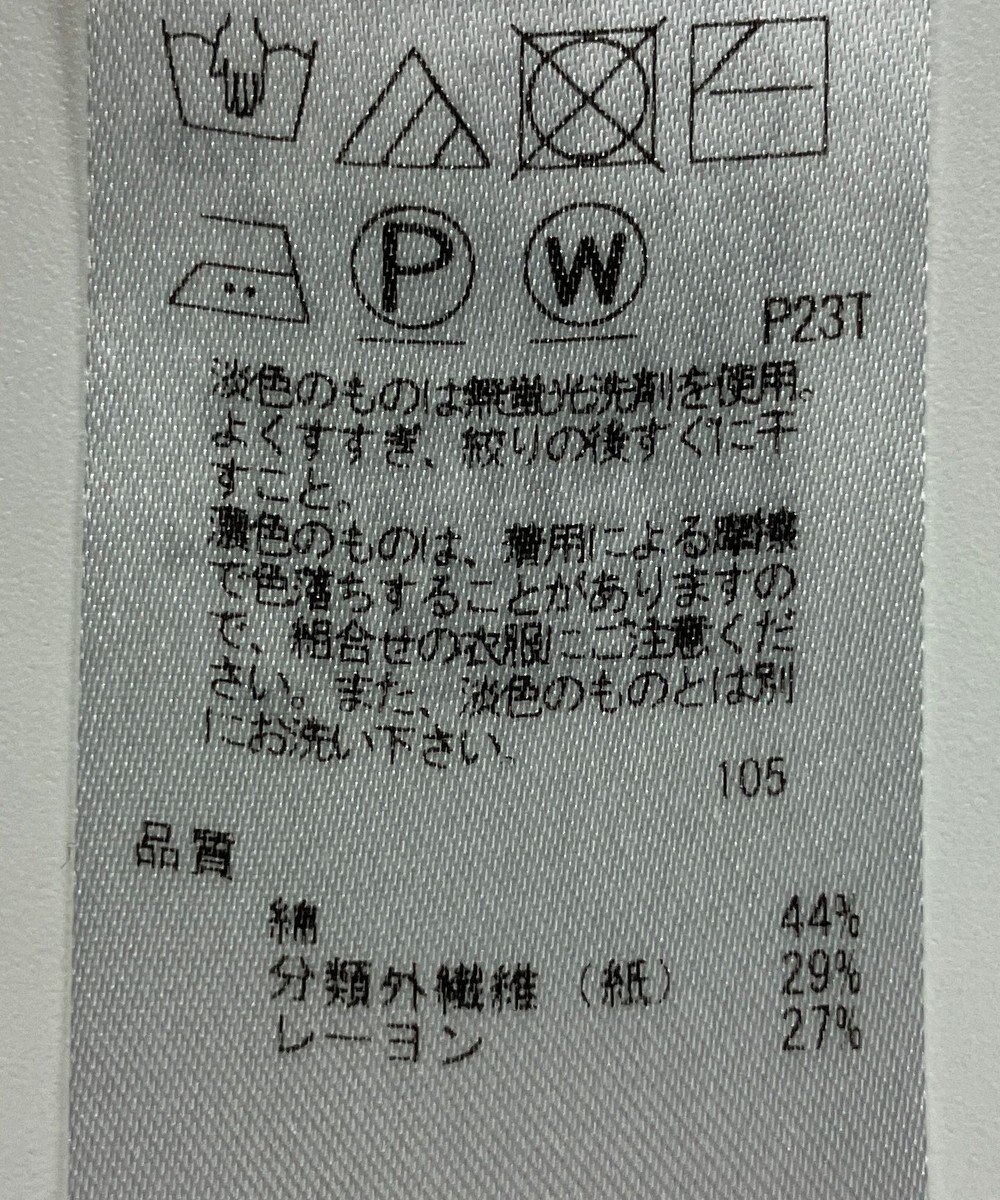 P W
P23T
淡色のものは無蛍光洗剤を使用。
よくすすぎ、絞りの後すぐに干
すこと。
濃色のものは、着用による摩擦
で色落ちすることがありますの
で、組合せの衣服にご注意くだ
さい。また、淡色のものとは別
にお洗い下さい。
105
品質
綿 44%
分類外繊維（紙） 29%
レーヨン 27%